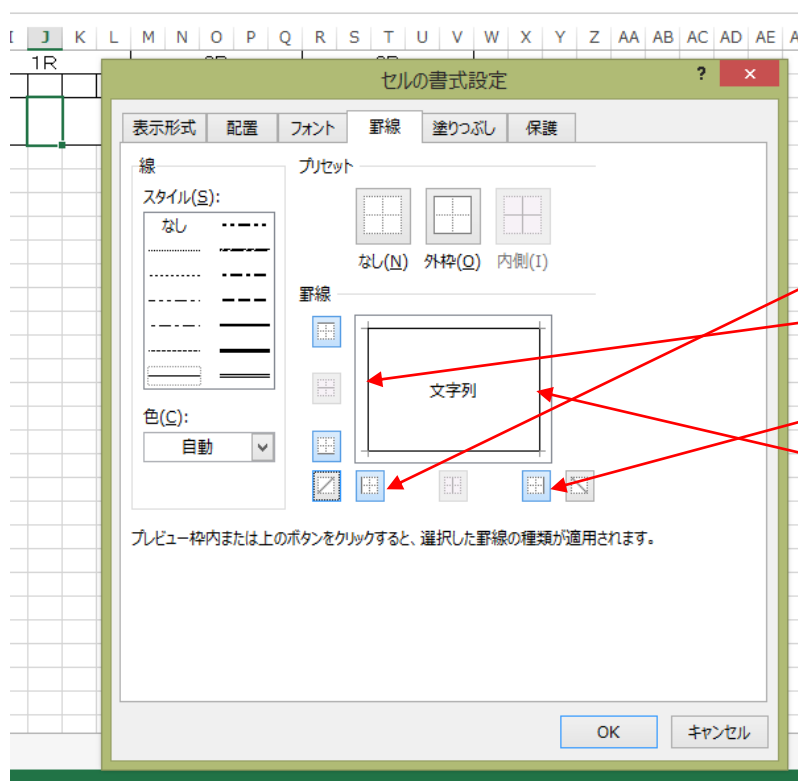 I J K L M N O P Q R S T U V W X Y Z AA AB AC AD AE
1R
セルの書式設定 ? ×
表示形式 配置 フォント 罫線 塗りつぶし 保護
線 プリセット
スタイル(S):
なし
なし(N) 外枠(O) 内側(I)
罫線
文字列
色(C):
自動
プレビュー枠内または上のボタンをクリックすると、選択した罫線の種類が適用されます。
OK キャンセル